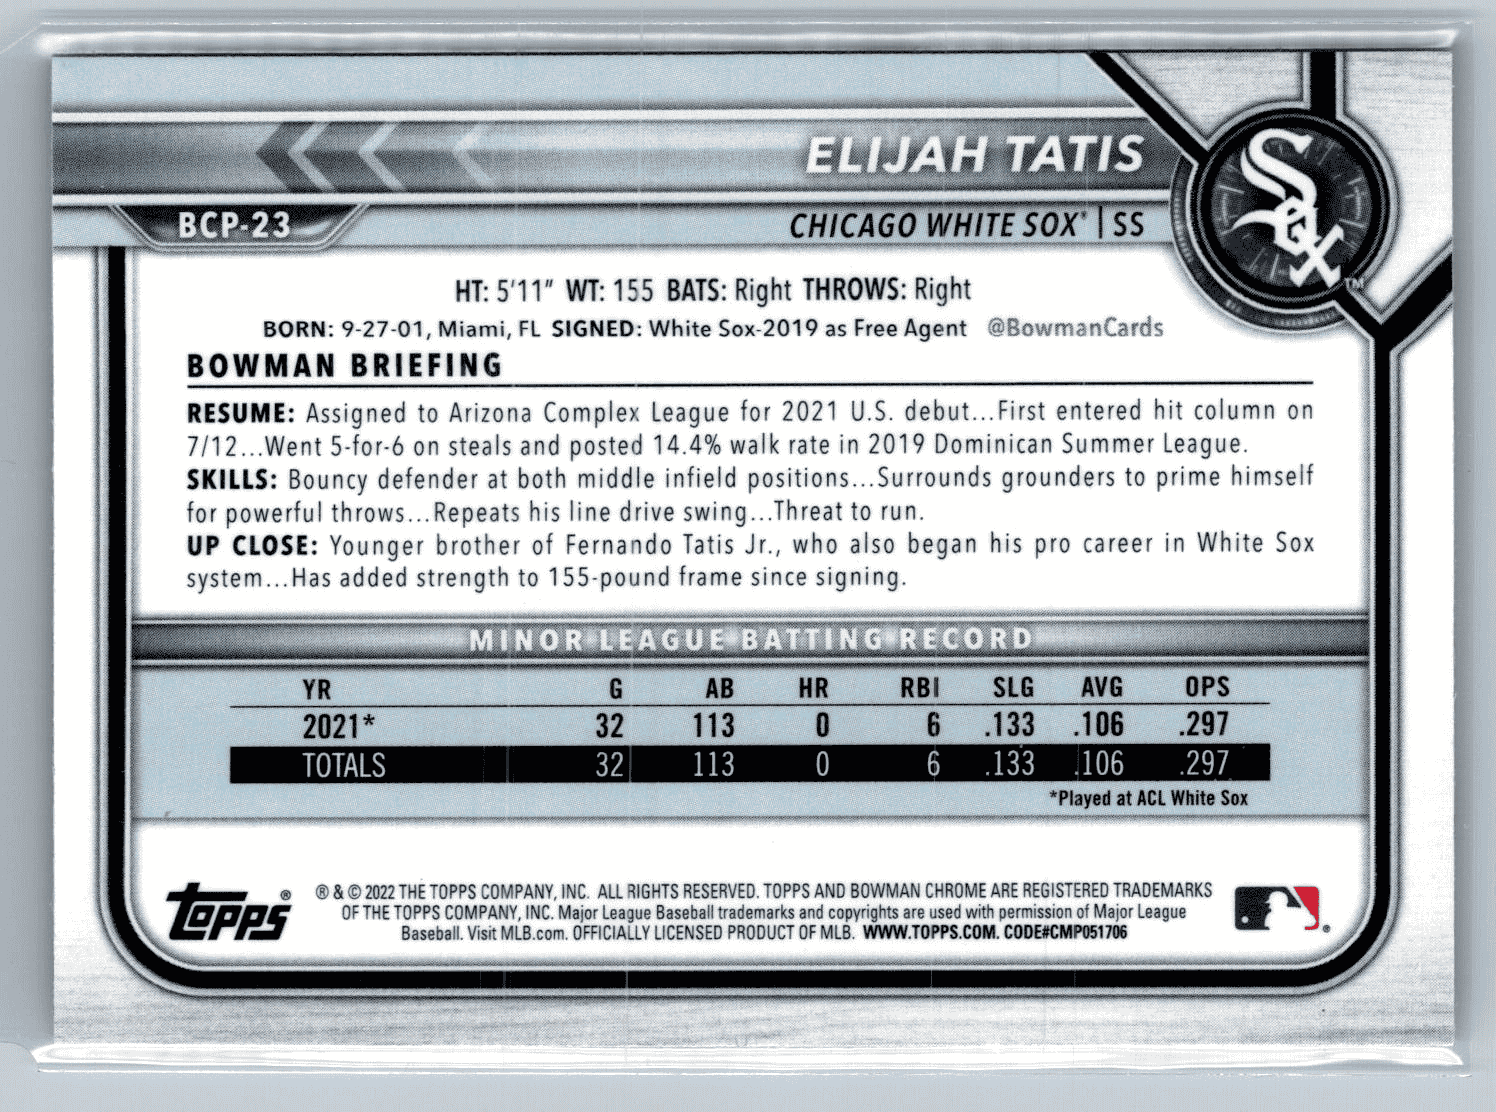 ELIJAH TATIS
BCP-23
CHICAGO WHITE SOX® | SS
Sox
TM
HT: 5'11" WT: 155 BATS: Right THROWS: Right
BORN: 9-27-01, Miami, FL SIGNED: White Sox-2019 as Free Agent @BowmanCards
BOWMAN BRIEFING
RESUME: Assigned to Arizona Complex League for 2021 U.S. debut...First entered hit column on
7/12...Went 5-for-6 on steals and posted 14.4% walk rate in 2019 Dominican Summer League.
SKILLS: Bouncy defender at both middle infield positions...Surrounds grounders to prime himself
for powerful throws...Repeats his line drive swing...Threat to run.
UP CLOSE: Younger brother of Fernando Tatis Jr., who also began his pro career in White Sox
system...Has added strength to 155-pound frame since signing.
MINOR LEAGUE BATTING RECORD
YR G AB HR RBI SLG AVG OPS
2021* 32 113 0 6 .133 .106 .297
TOTALS 32 113 0 6 .133 .106 .297
*Played at ACL White Sox
Topps®
® & © 2022 THE TOPPS COMPANY, INC. ALL RIGHTS RESERVED. TOPPS AND BOWMAN CHROME ARE REGISTERED TRADEMARKS
OF THE TOPPS COMPANY, INC. Major League Baseball trademarks and copyrights are used with permission of Major League
Baseball. Visit MLB.com. OFFICIALLY LICENSED PRODUCT OF MLB. WWW.TOPPS.COM. CODE#CMP051706
®